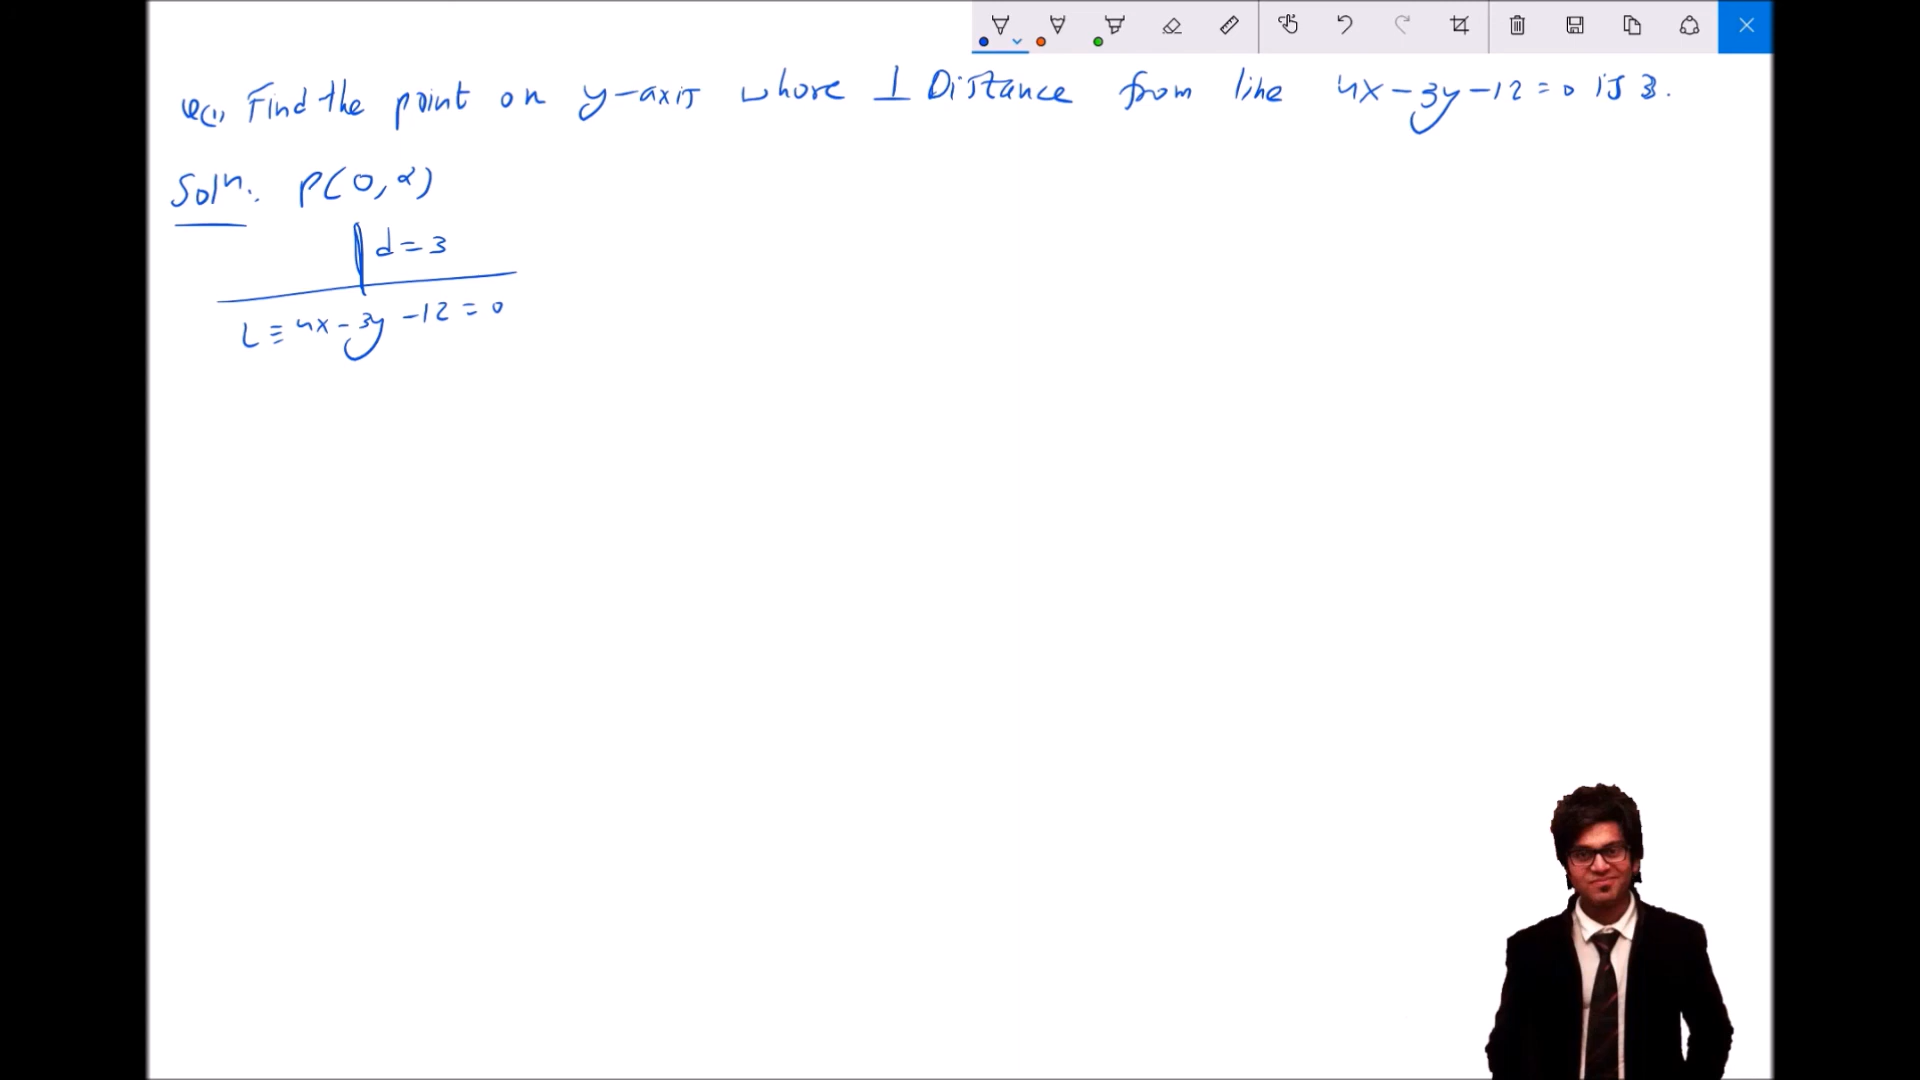 Q(1) Find the point on y-axis whose ⊥ Distance from line 4x-3y-12=0 is 3.
Soln: P(0,α)
d=3
L≡4x-3y-12=0